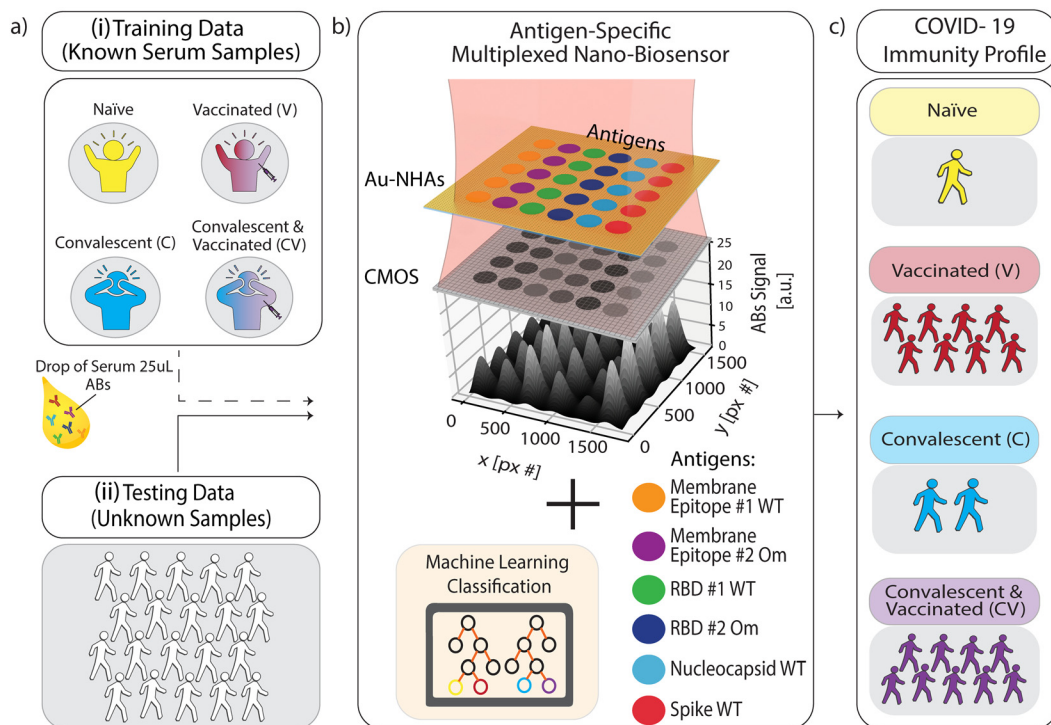 a)
(i) Training Data
(Known Serum Samples)
Naïve
Vaccinated (V)
Convalescent (C)
Convalescent &
Vaccinated (CV)
Drop of Serum 25uL
ABs
(ii) Testing Data
(Unknown Samples)
b)
Antigen-Specific
Multiplexed Nano-Biosensor
Antigens
Au-NHAs
CMOS
25
20
15
10
5
0
ABs Signal
[a.u.]
0
500
1000
1500
x [px #]
1500
1000
500
0
y [px #]
Machine Learning
Classification
Antigens:
Membrane
Epitope #1 WT
Membrane
Epitope #2 Om
RBD #1 WT
RBD #2 Om
Nucleocapsid WT
Spike WT
c)
COVID- 19
Immunity Profile
Naïve
Vaccinated (V)
Convalescent (C)
Convalescent &
Vaccinated (CV)